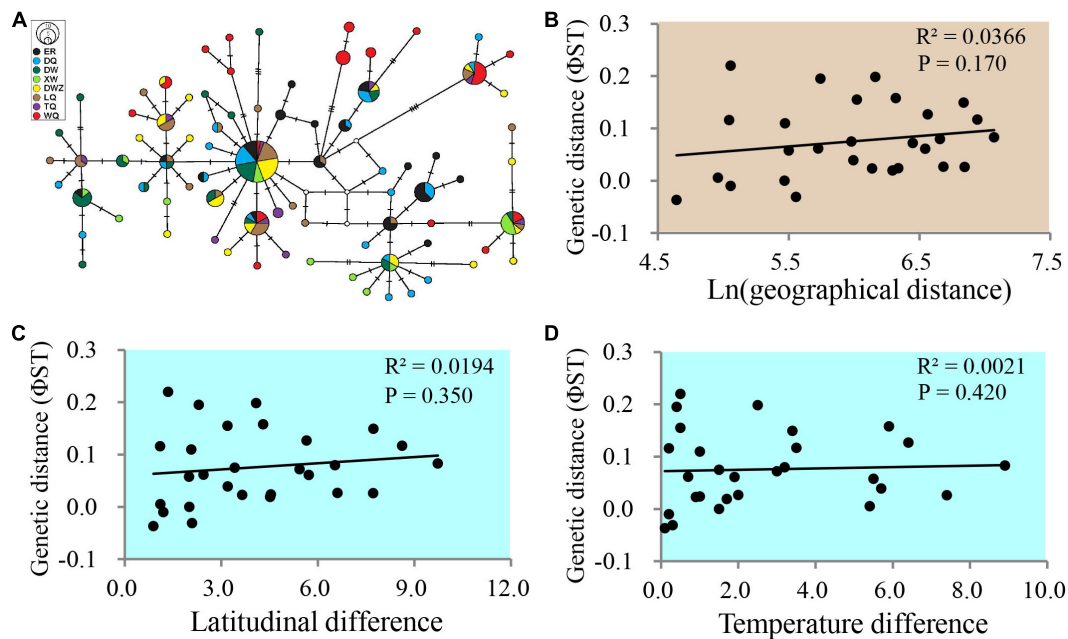 A
ER
DQ
DW
XW
DWZ
LQ
TQ
WQ
B
Genetic distance (ΦST)
0.3
0.2
0.1
0.0
-0.1
R² = 0.0366
P = 0.170
4.5 5.5 6.5 7.5
Ln(geographical distance)
C
Genetic distance (ΦST)
0.3
0.2
0.1
0.0
-0.1
R² = 0.0194
P = 0.350
0.0 3.0 6.0 9.0 12.0
Latitudinal difference
D
Genetic distance (ΦST)
0.3
0.2
0.1
0.0
-0.1
R² = 0.0021
P = 0.420
0.0 2.0 4.0 6.0 8.0 10.0
Temperature difference